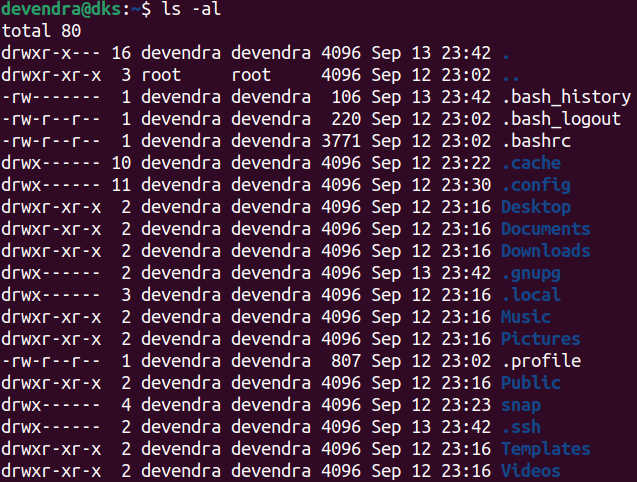 devendra@dks:~$ ls -al
total 80
drwxr-x--- 16 devendra devendra 4096 Sep 13 23:42 .
drwxr-xr-x  3 root     root     4096 Sep 12 23:02 ..
-rw-------  1 devendra devendra  106 Sep 13 23:42 .bash_history
-rw-r--r--  1 devendra devendra  220 Sep 12 23:02 .bash_logout
-rw-r--r--  1 devendra devendra 3771 Sep 12 23:02 .bashrc
drwx------ 10 devendra devendra 4096 Sep 12 23:22 .cache
drwx------ 11 devendra devendra 4096 Sep 12 23:30 .config
drwxr-xr-x  2 devendra devendra 4096 Sep 12 23:16 Desktop
drwxr-xr-x  2 devendra devendra 4096 Sep 12 23:16 Documents
drwxr-xr-x  2 devendra devendra 4096 Sep 12 23:16 Downloads
drwx------  2 devendra devendra 4096 Sep 13 23:42 .gnupg
drwx------  3 devendra devendra 4096 Sep 12 23:16 .local
drwxr-xr-x  2 devendra devendra 4096 Sep 12 23:16 Music
drwxr-xr-x  2 devendra devendra 4096 Sep 12 23:16 Pictures
-rw-r--r--  1 devendra devendra  807 Sep 12 23:02 .profile
drwxr-xr-x  2 devendra devendra 4096 Sep 12 23:16 Public
drwx------  4 devendra devendra 4096 Sep 12 23:23 snap
drwx------  2 devendra devendra 4096 Sep 13 23:42 .ssh
drwxr-xr-x  2 devendra devendra 4096 Sep 12 23:16 Templates
drwxr-xr-x  2 devendra devendra 4096 Sep 12 23:16 Videos